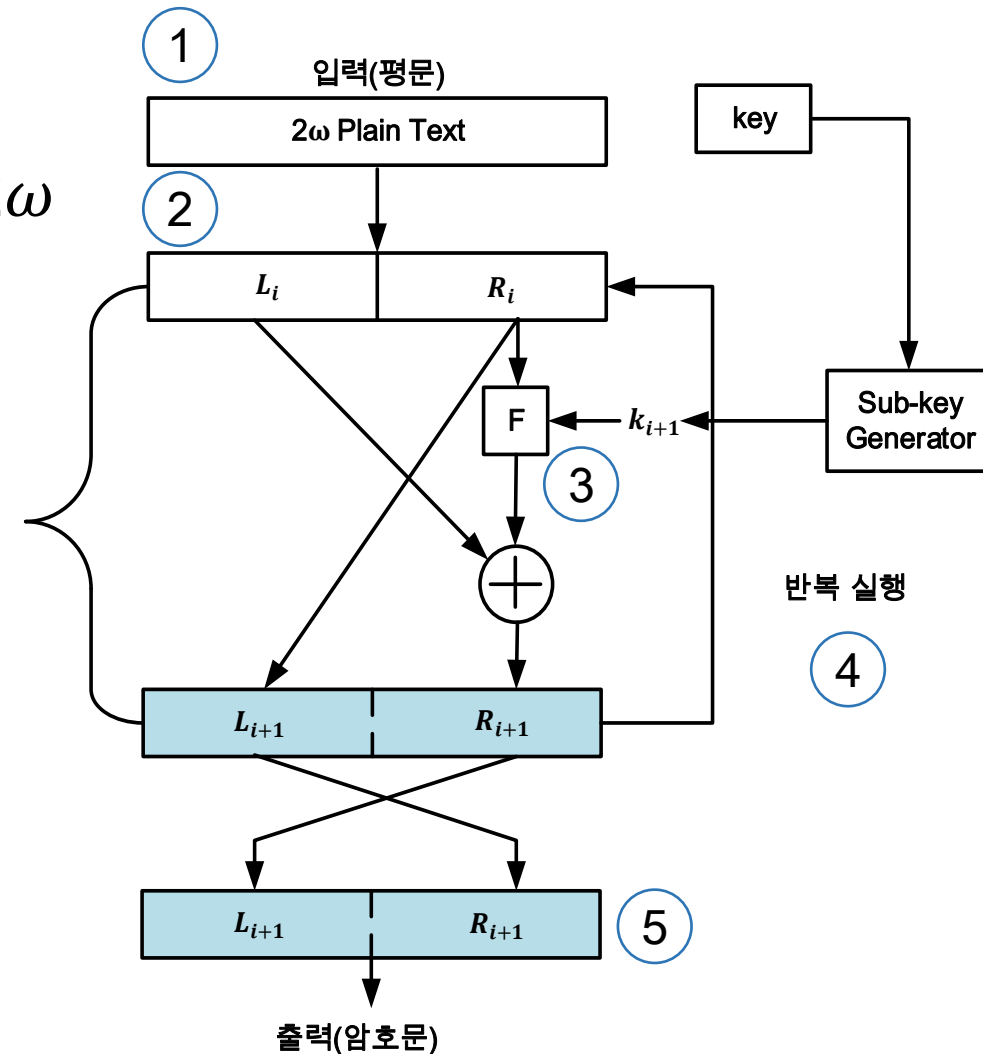 1
입력(평문)
2ω Plain Text
key
ω
2
L_i R_i
F
k_{i+1}
Sub-key
Generator
3
반복 실행
4
L_{i+1} R_{i+1}
L_{i+1} R_{i+1}
5
출력(암호문)